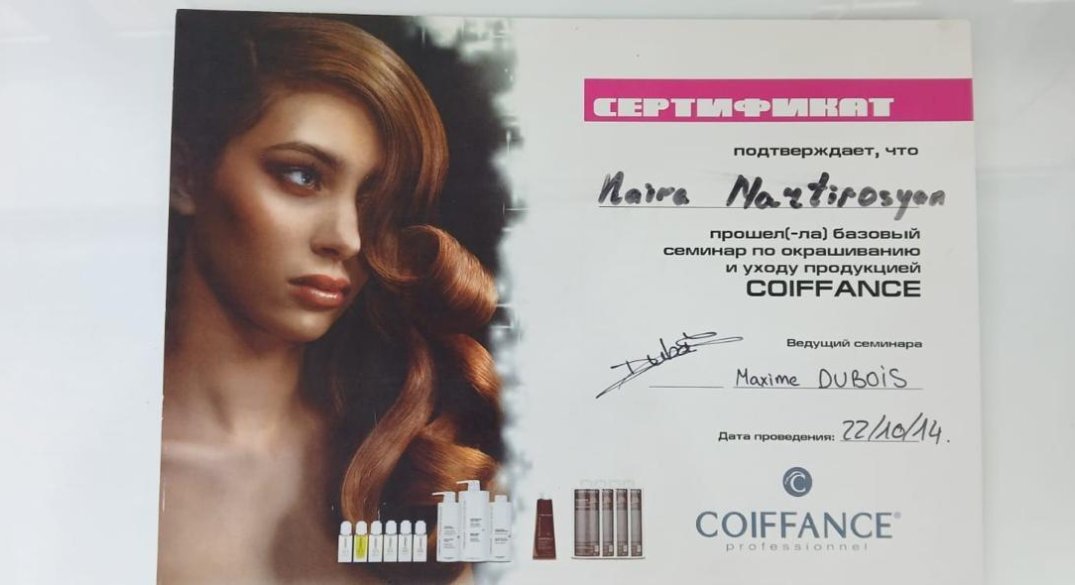 СЕРТИФИКАТ
подтверждает, что
Naira Martirosyan
прошел(-ла) базовый
семинар по окрашиванию
и уходу продукцией
COIFFANCE
Ведущий семинара
Maxime DUBOIS
Дата проведения: 22/10/14.
COIFFANCE®
professionnel